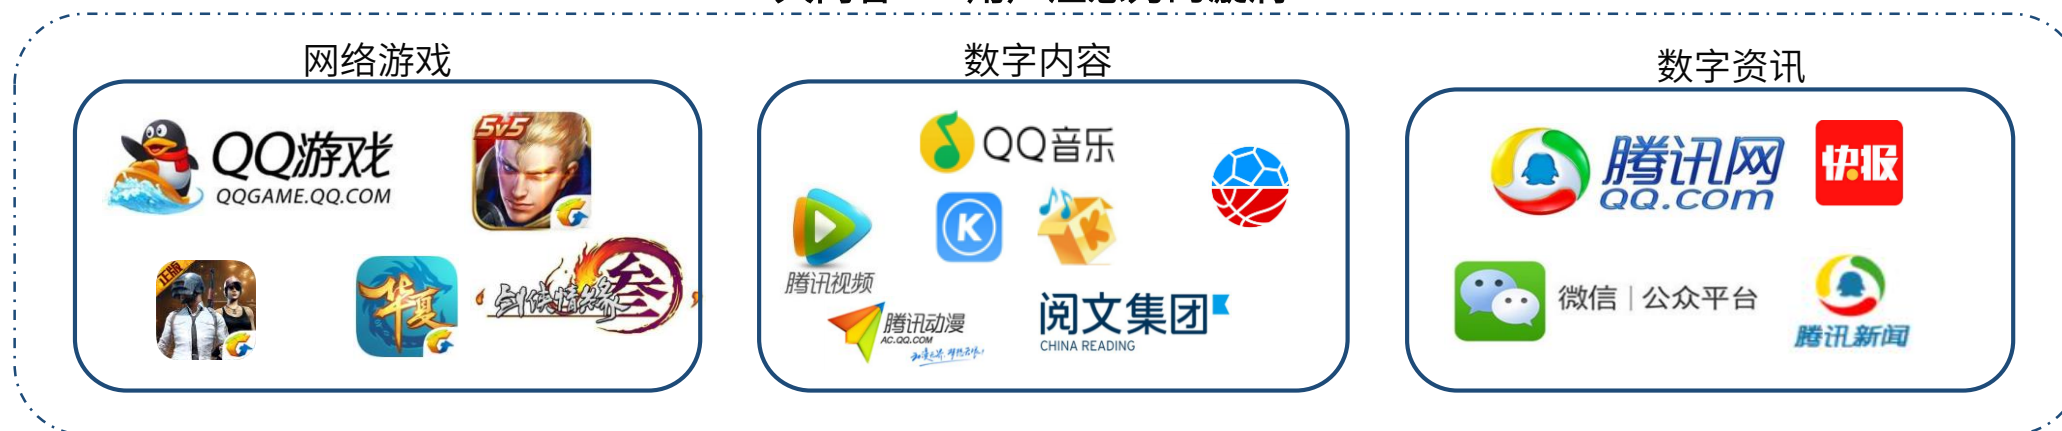 网络游戏
数字内容
数字资讯
QQ游戏
QQGAME.QQ.COM
5v5
正版
华夏
剑侠情缘
叁
QQ音乐
K
K
腾讯视频
腾讯动漫
AC.QQ.COM
阅文集团
CHINA READING
腾讯网
QQ.com
快报
微信|公众平台
腾讯新闻